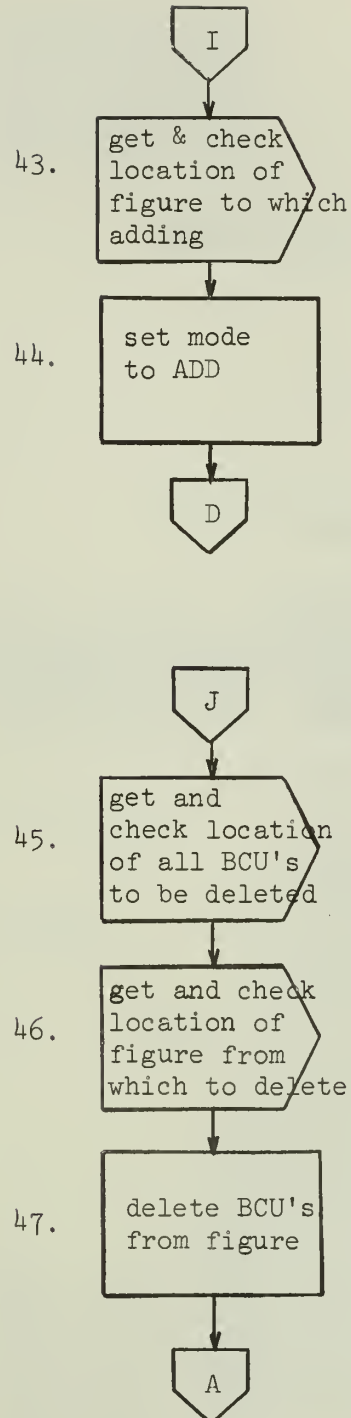 I
43.
get & check
location of
figure to which
adding
44.
set mode
to ADD
D
J
45.
get and
check location
of all BCU's
to be deleted
46.
get and check
location of
figure from
which to delete
47.
delete BCU's
from figure
A